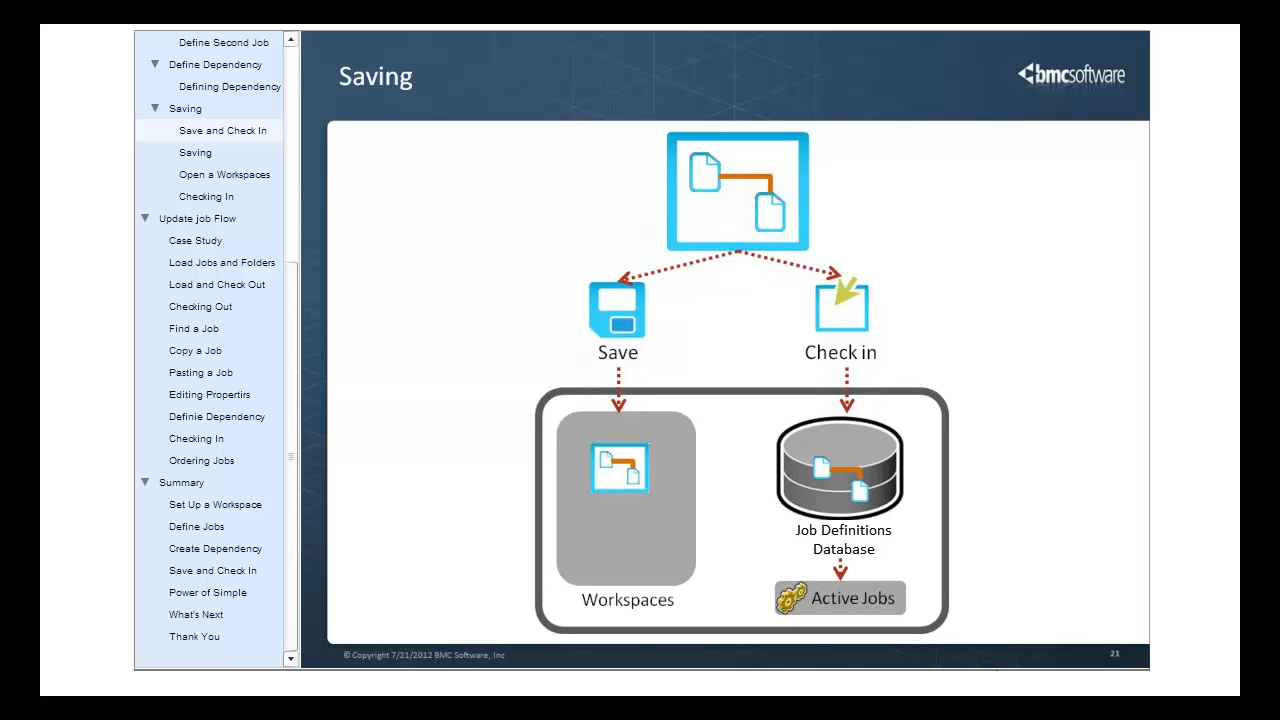 Define Second Job
Define Dependency
Defining Dependency
Saving
Save and Check In
Saving
Open a Workspaces
Checking In
Update job Flow
Case Study
Load Jobs and Folders
Load and Check Out
Checking Out
Find a Job
Copy a Job
Pasting a Job
Editing Propertirs
Definie Dependency
Checking In
Ordering Jobs
Summary
Set Up a Workspace
Define Jobs
Create Dependency
Save and Check In
Power of Simple
What's Next
Thank You
Saving
bmcsoftware
Save
Check in
Job Definitions
Database
Workspaces
Active Jobs
© Copyright 7/21/2012 BMC Software, Inc
21